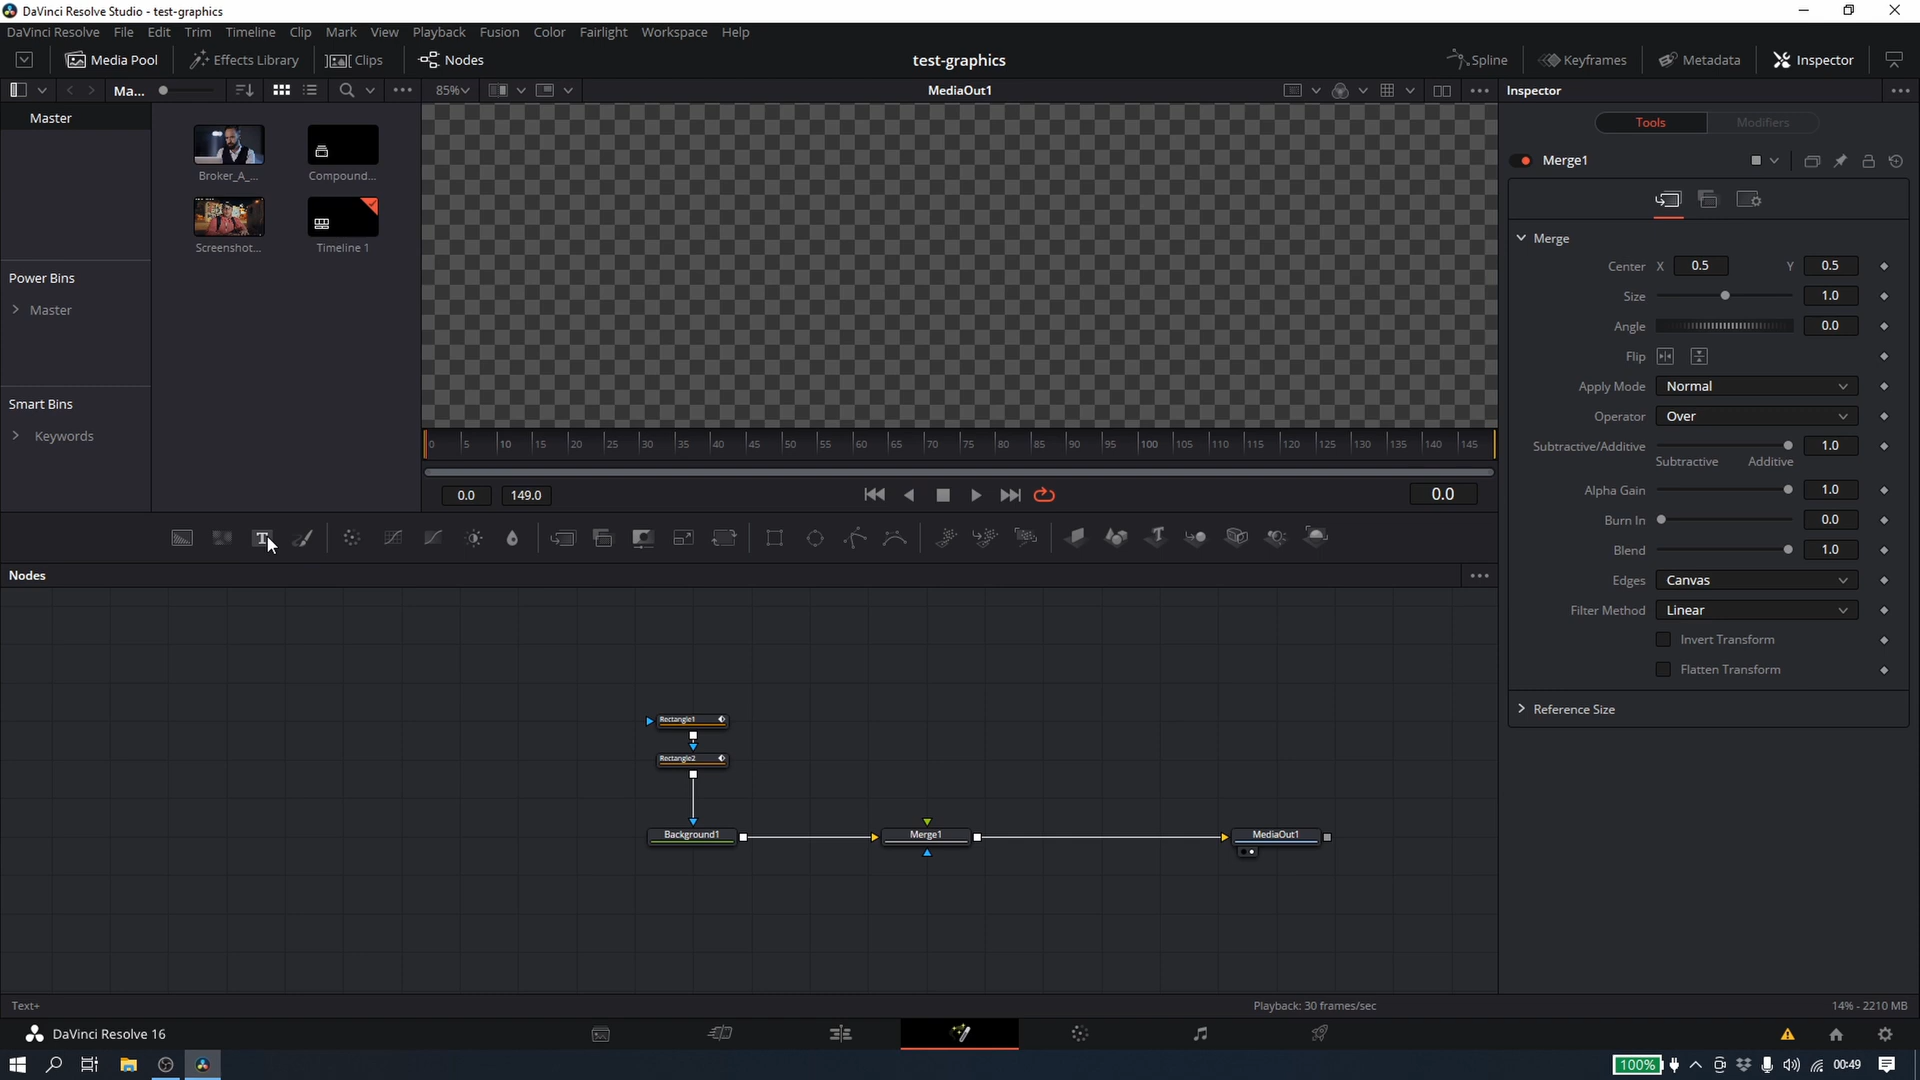 DaVinci Resolve Studio - test-graphics
DaVinci Resolve File Edit Trim Timeline Clip Mark View Playback Fusion Color Fairlight Workspace Help
Media Pool Effects Library Clips Nodes test-graphics Spline Keyframes Metadata Inspector
Ma... 85% MediaOut1 Inspector
Master
Broker_A_...
Compound...
Screenshot...
Timeline 1
Power Bins
Master
Smart Bins
Keywords
0 5 10 15 20 25 30 35 40 45 50 55 60 65 70 75 80 85 90 95 100 105 110 115 120 125 130 135 140 145
0.0 149.0 0.0
Tools Modifiers
Merge1
Merge
Center X 0.5 Y 0.5
Size 1.0
Angle 0.0
Flip
Apply Mode Normal
Operator Over
Subtractive/Additive 1.0
Subtractive Additive
Alpha Gain 1.0
Burn In 0.0
Blend 1.0
Edges Canvas
Filter Method Linear
Invert Transform
Flatten Transform
Reference Size
Nodes
Rectangle1
Rectangle2
Background1 Merge1 MediaOut1
Text+ Playback: 30 frames/sec 14% - 2210 MB
DaVinci Resolve 16
100% 00:49